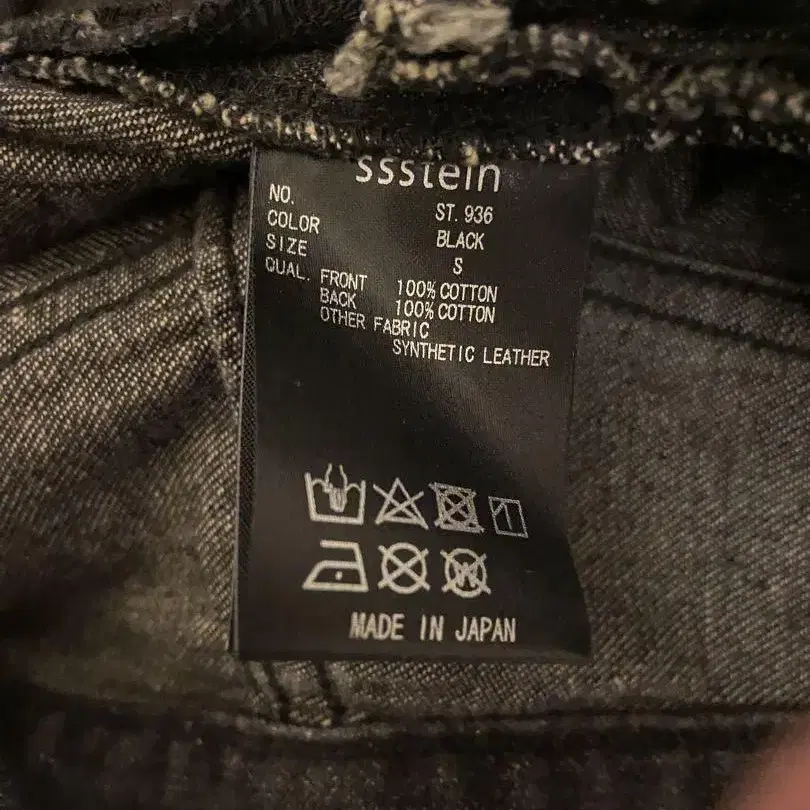 ssstein
NO. ST. 936
COLOR BLACK
SIZE S
QUAL. FRONT 100% COTTON
BACK 100% COTTON
OTHER FABRIC
SYNTHETIC LEATHER
W
MADE IN JAPAN